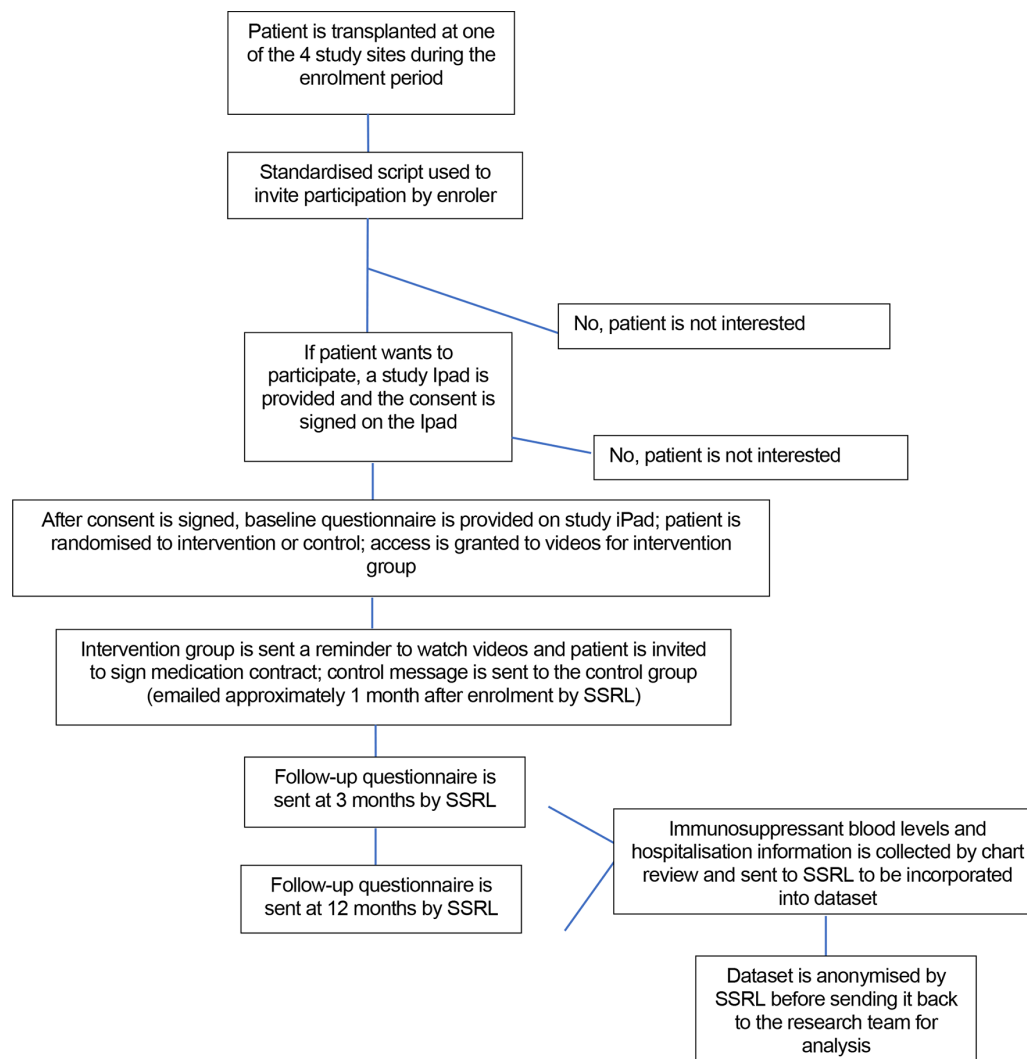 Patient is transplanted at one
of the 4 study sites during the
enrolment period
Standardised script used to
invite participation by enroler
No, patient is not interested
If patient wants to
participate, a study Ipad is
provided and the consent is
signed on the Ipad
No, patient is not interested
After consent is signed, baseline questionnaire is provided on study iPad; patient is
randomised to intervention or control; access is granted to videos for intervention
group
Intervention group is sent a reminder to watch videos and patient is invited
to sign medication contract; control message is sent to the control group
(emailed approximately 1 month after enrolment by SSRL)
Follow-up questionnaire is
sent at 3 months by SSRL
Immunosuppressant blood levels and
hospitalisation information is collected by chart
review and sent to SSRL to be incorporated
into dataset
Follow-up questionnaire is
sent at 12 months by SSRL
Dataset is anonymised by
SSRL before sending it back
to the research team for
analysis